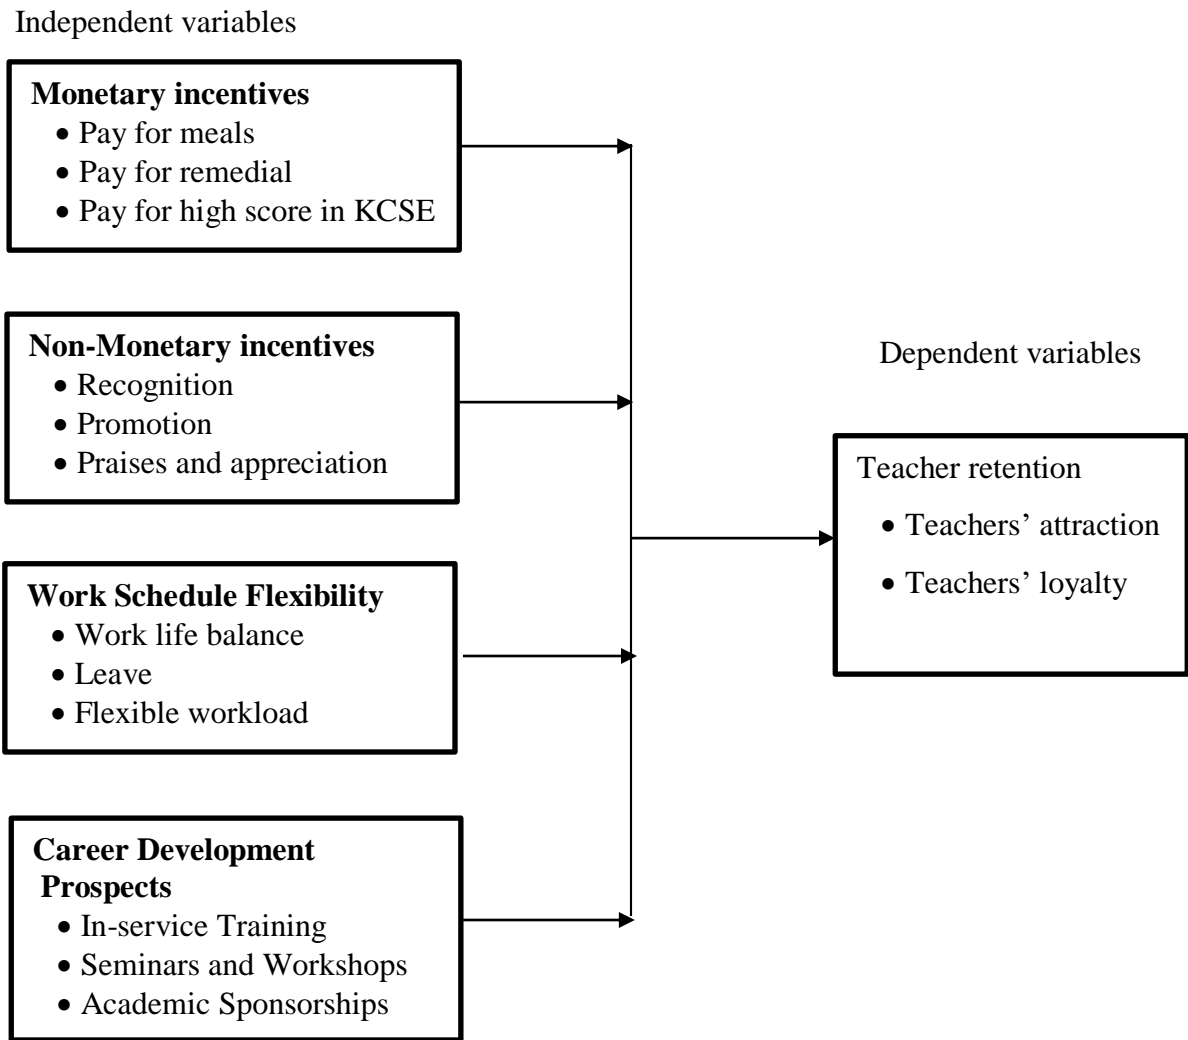 Independent variables
Monetary incentives
• Pay for meals
• Pay for remedial
• Pay for high score in KCSE
Non-Monetary incentives
• Recognition
• Promotion
• Praises and appreciation
Work Schedule Flexibility
• Work life balance
• Leave
• Flexible workload
Career Development
Prospects
• In-service Training
• Seminars and Workshops
• Academic Sponsorships
Dependent variables
Teacher retention
• Teachers’ attraction
• Teachers’ loyalty